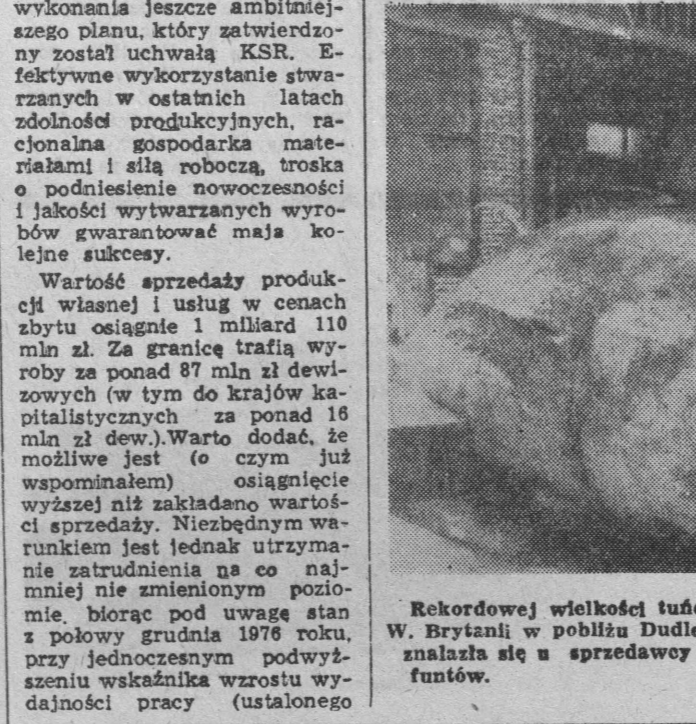 wykonania jeszcze ambitniej-
szego planu, który zatwierdzo-
ny został uchwałą KSR. E-
fektywne wykorzystanie stwa-
rzanych w ostatnich latach
zdolności produkcyjnych, ra-
cjonalna gospodarka mate-
riałami i siłą roboczą, troska
o podniesienie nowoczesności
i jakości wytwarzanych wyro-
bów gwarantować maja ko-
lejne sukcesy.
Wartość sprzedaży produk-
cji własnej i usług w cenach
zbytu osiągnie 1 miliard 110
mln zł. Za granicę trafią wy-
roby za ponad 87 mln zł dewi-
zowych (w tym do krajów ka-
pitalistycznych za ponad 16
mln zł dew.).Warto dodać, że
możliwe jest (o czym już
wspominałem) osiągnięcie
wyższej niż zakładano wartoś-
ci sprzedaży. Niezbędnym wa-
runkiem jest jednak utrzyma-
nie zatrudnienia na co naj-
mniej nie zmienionym pozio-
mie, biorąc pod uwagę stan
z połowy grudnia 1976 roku,
przy jednoczesnym podwyż-
szeniu wskaźnika wzrostu wy-
dajności pracy (ustalonego
Rekordowej wielkości tuń
W. Brytanii w pobliżu Dudle
znalazła się u sprzedawcy
funtów.